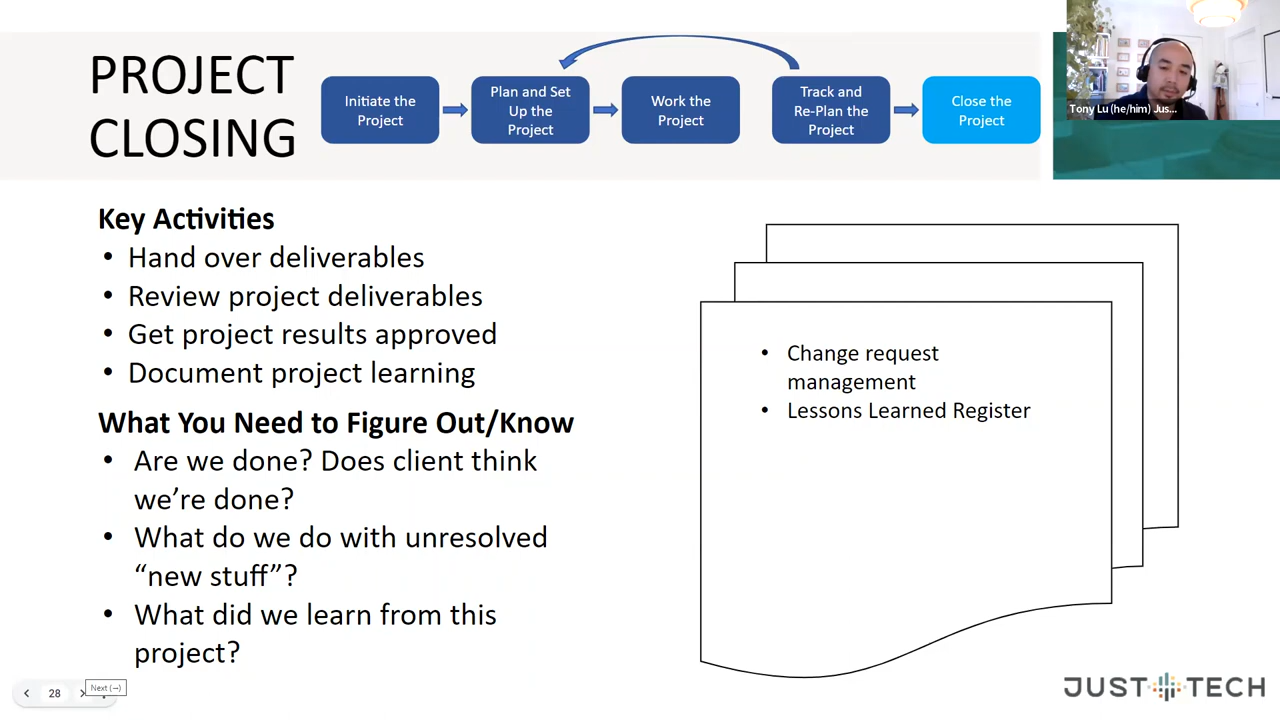 PROJECT
CLOSING
Initiate the
Project
Plan and Set
Up the
Project
Work the
Project
Track and
Re-Plan the
Project
Close the
Project
Tony Lu (he/him) Jus...
Key Activities
• Hand over deliverables
• Review project deliverables
• Get project results approved
• Document project learning
What You Need to Figure Out/Know
• Are we done? Does client think
we’re done?
• What do we do with unresolved
“new stuff”?
• What did we learn from this
project?
• Change request
management
• Lessons Learned Register
28
Next (→)
JUST TECH